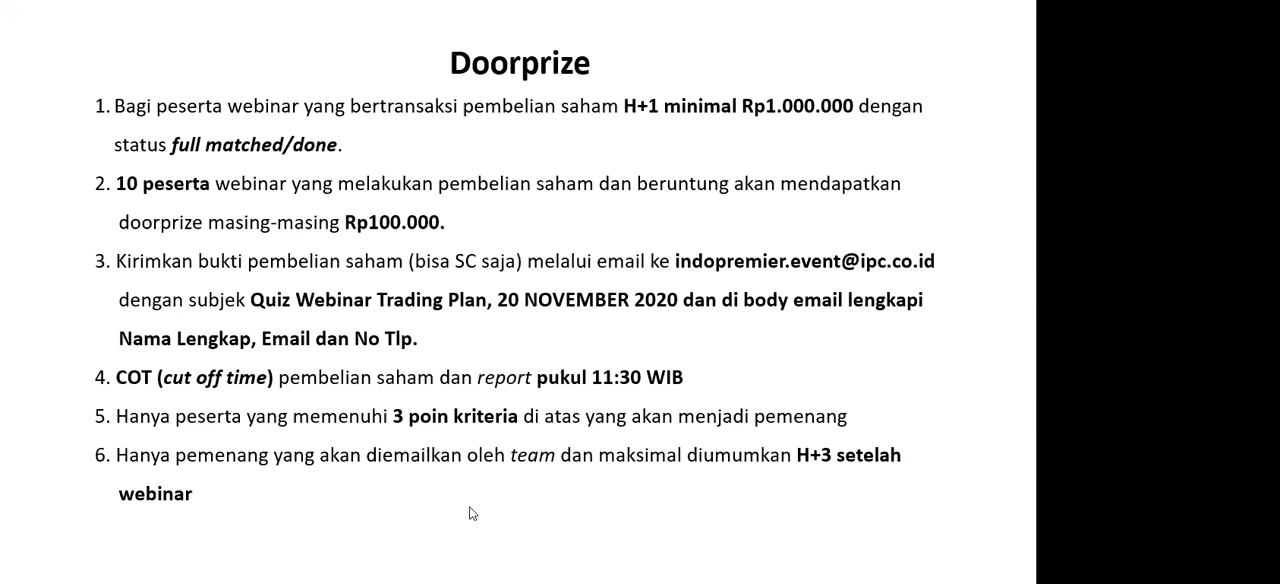 Doorprize
1. Bagi peserta webinar yang bertransaksi pembelian saham H+1 minimal Rp1.000.000 dengan
status full matched/done.
2. 10 peserta webinar yang melakukan pembelian saham dan beruntung akan mendapatkan
doorprize masing-masing Rp100.000.
3. Kirimkan bukti pembelian saham (bisa SC saja) melalui email ke indopremier.event@ipc.co.id
dengan subjek Quiz Webinar Trading Plan, 20 NOVEMBER 2020 dan di body email lengkapi
Nama Lengkap, Email dan No Tlp.
4. COT (cut off time) pembelian saham dan report pukul 11:30 WIB
5. Hanya peserta yang memenuhi 3 poin kriteria di atas yang akan menjadi pemenang
6. Hanya pemenang yang akan diemailkan oleh team dan maksimal diumumkan H+3 setelah
webinar